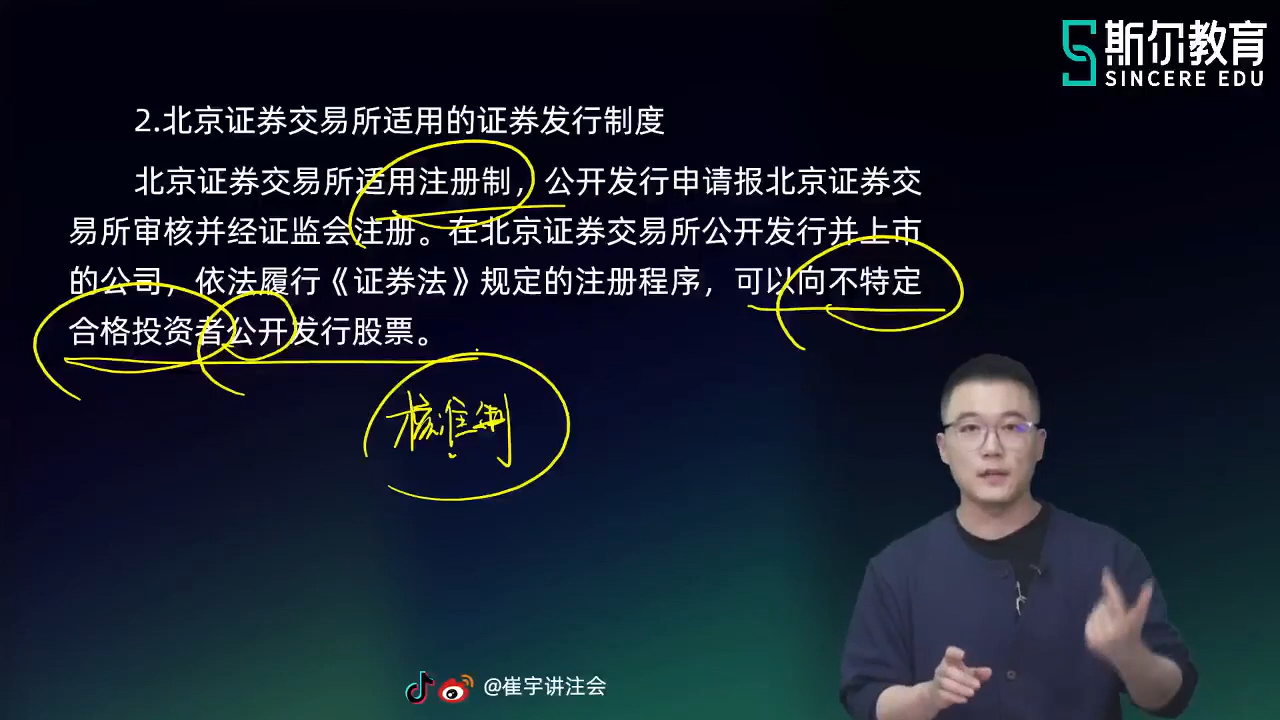 斯尔教育
SINCERE EDU
2.北京证券交易所适用的证券发行制度
北京证券交易所适用注册制，公开发行申请报北京证券交
易所审核并经证监会注册。在北京证券交易所公开发行并上市
的公司，依法履行《证券法》规定的注册程序，可以向不特定
合格投资者公开发行股票。
核准制
@崔宇讲注会